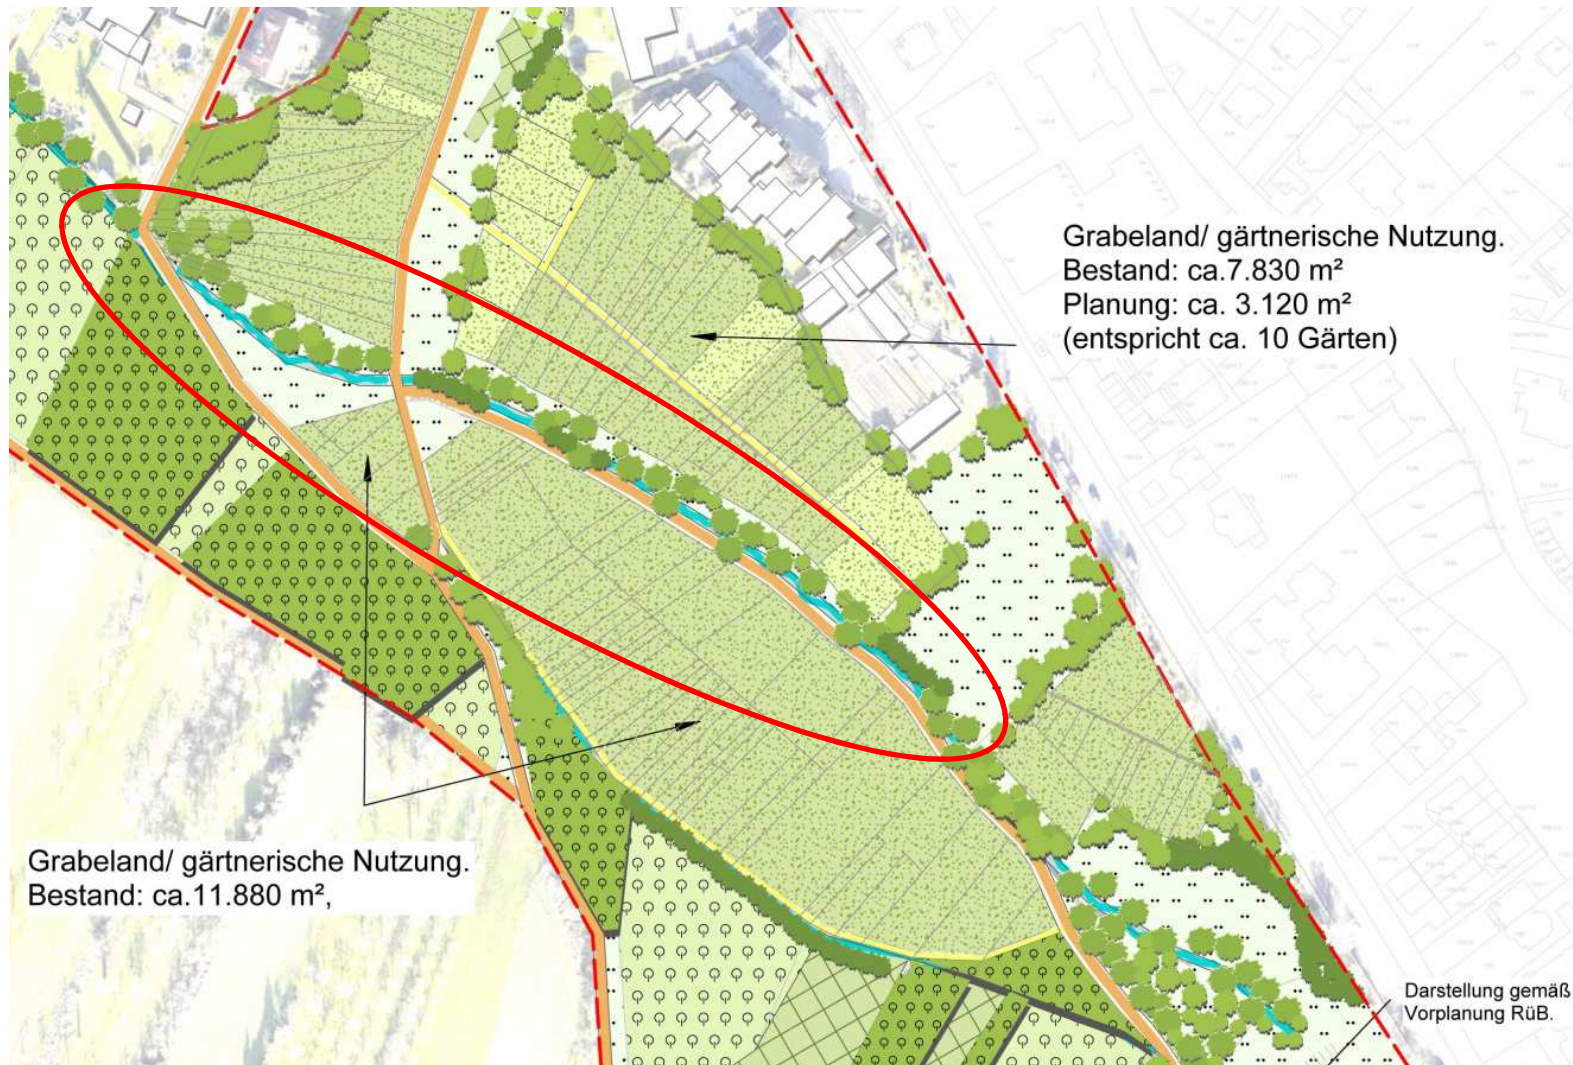 Grabeland/ gärtnerische Nutzung.
Bestand: ca.7.830 m²
Planung: ca. 3.120 m²
(entspricht ca. 10 Gärten)
Grabeland/ gärtnerische Nutzung.
Bestand: ca.11.880 m²,
Darstellung gemäß
Vorplanung RüB.